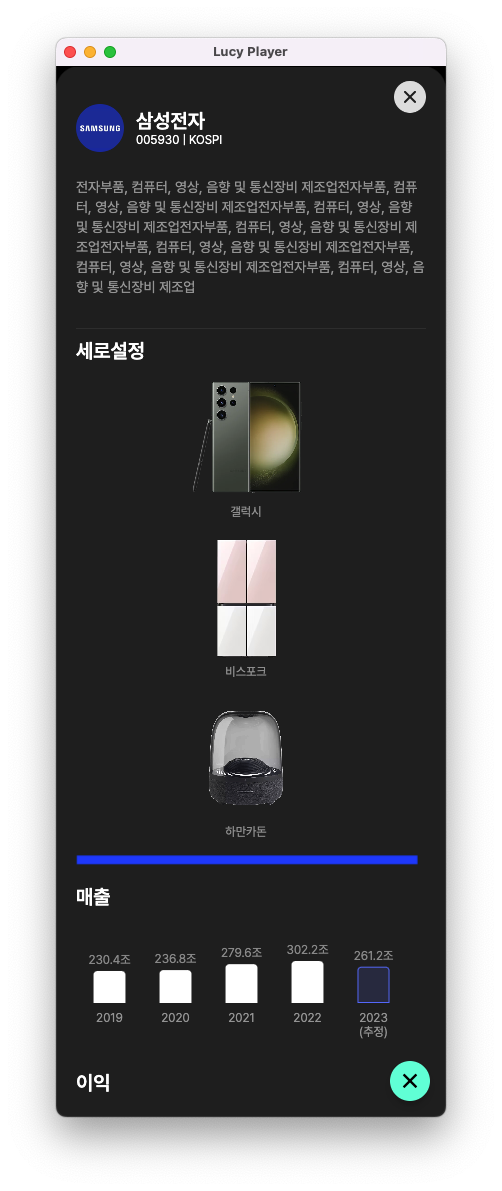 Lucy Player
SAMSUNG
삼성전자
005930 | KOSPI
전자부품, 컴퓨터, 영상, 음향 및 통신장비 제조업전자부품, 컴퓨
터, 영상, 음향 및 통신장비 제조업전자부품, 컴퓨터, 영상, 음향
및 통신장비 제조업전자부품, 컴퓨터, 영상, 음향 및 통신장비 제
조업전자부품, 컴퓨터, 영상, 음향 및 통신장비 제조업전자부품,
컴퓨터, 영상, 음향 및 통신장비 제조업전자부품, 컴퓨터, 영상, 음
향 및 통신장비 제조업
세로설정
갤럭시
비스포크
하만카돈
매출
230.4조 236.8조 279.6조 302.2조 261.2조
2019 2020 2021 2022 2023
(추정)
이익